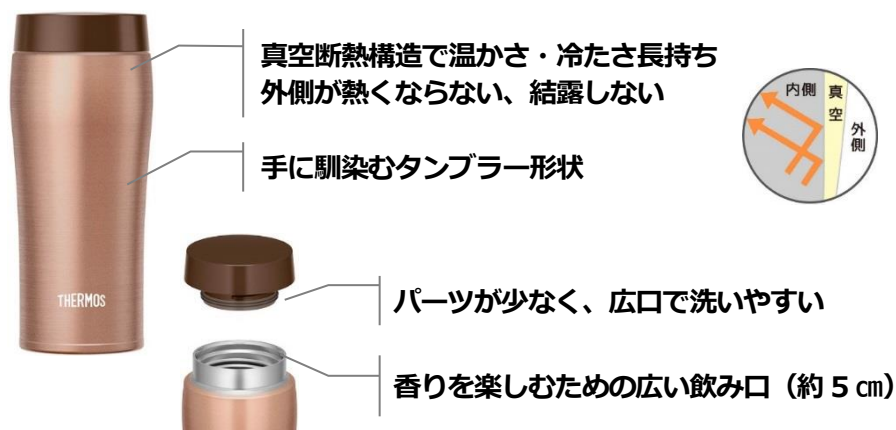 真空断熱構造で温かさ・冷たさ長持ち
外側が熱くならない、結露しない
内側
真空
外側
手に馴染むタンブラー形状
THERMOS
パーツが少なく、広口で洗いやすい
香りを楽しむための広い飲み口（約５㎝）